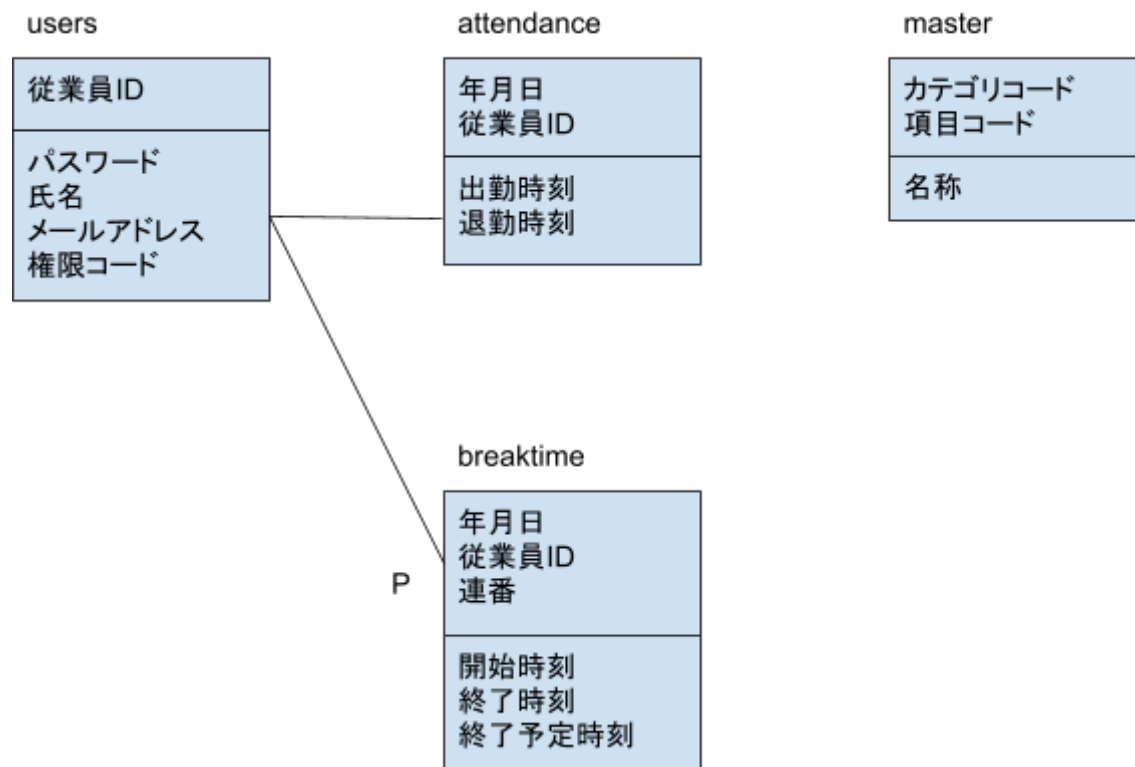 users
従業員ID
パスワード
氏名
メールアドレス
権限コード
attendance
年月日
従業員ID
出勤時刻
退勤時刻
master
カテゴリコード
項目コード
名称
breaktime
P
年月日
従業員ID
連番
開始時刻
終了時刻
終了予定時刻